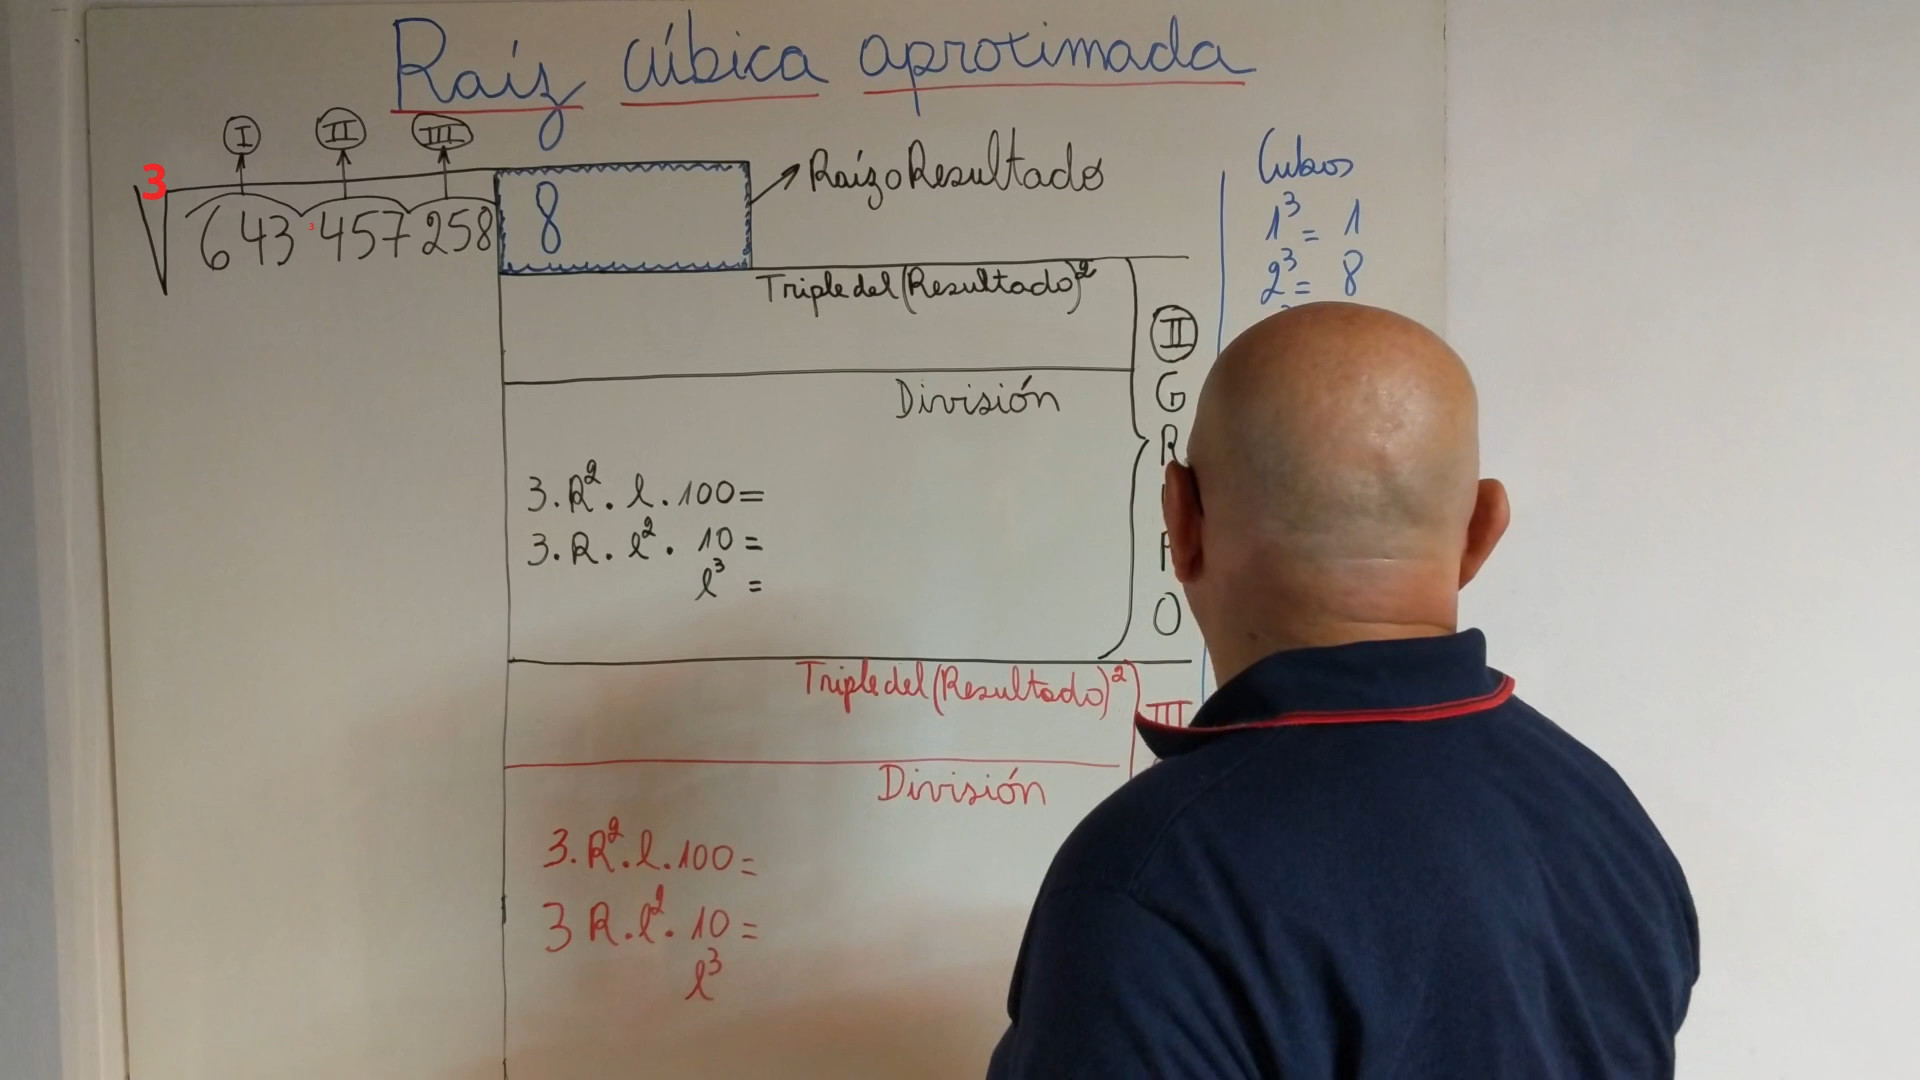 Raíz cúbica aproximada
I II III
3 √ 643 3 457 258 8 Raíz o Resultado
Triple del (Resultado)²
División
3.R².l.100=
3.R.l².10=
l³ =
II
G
R
O
Triple del (Resultado)²
III
División
3.R².l.100=
3 R.l².10=
l³
Cubos
1³ = 1
2³ = 8